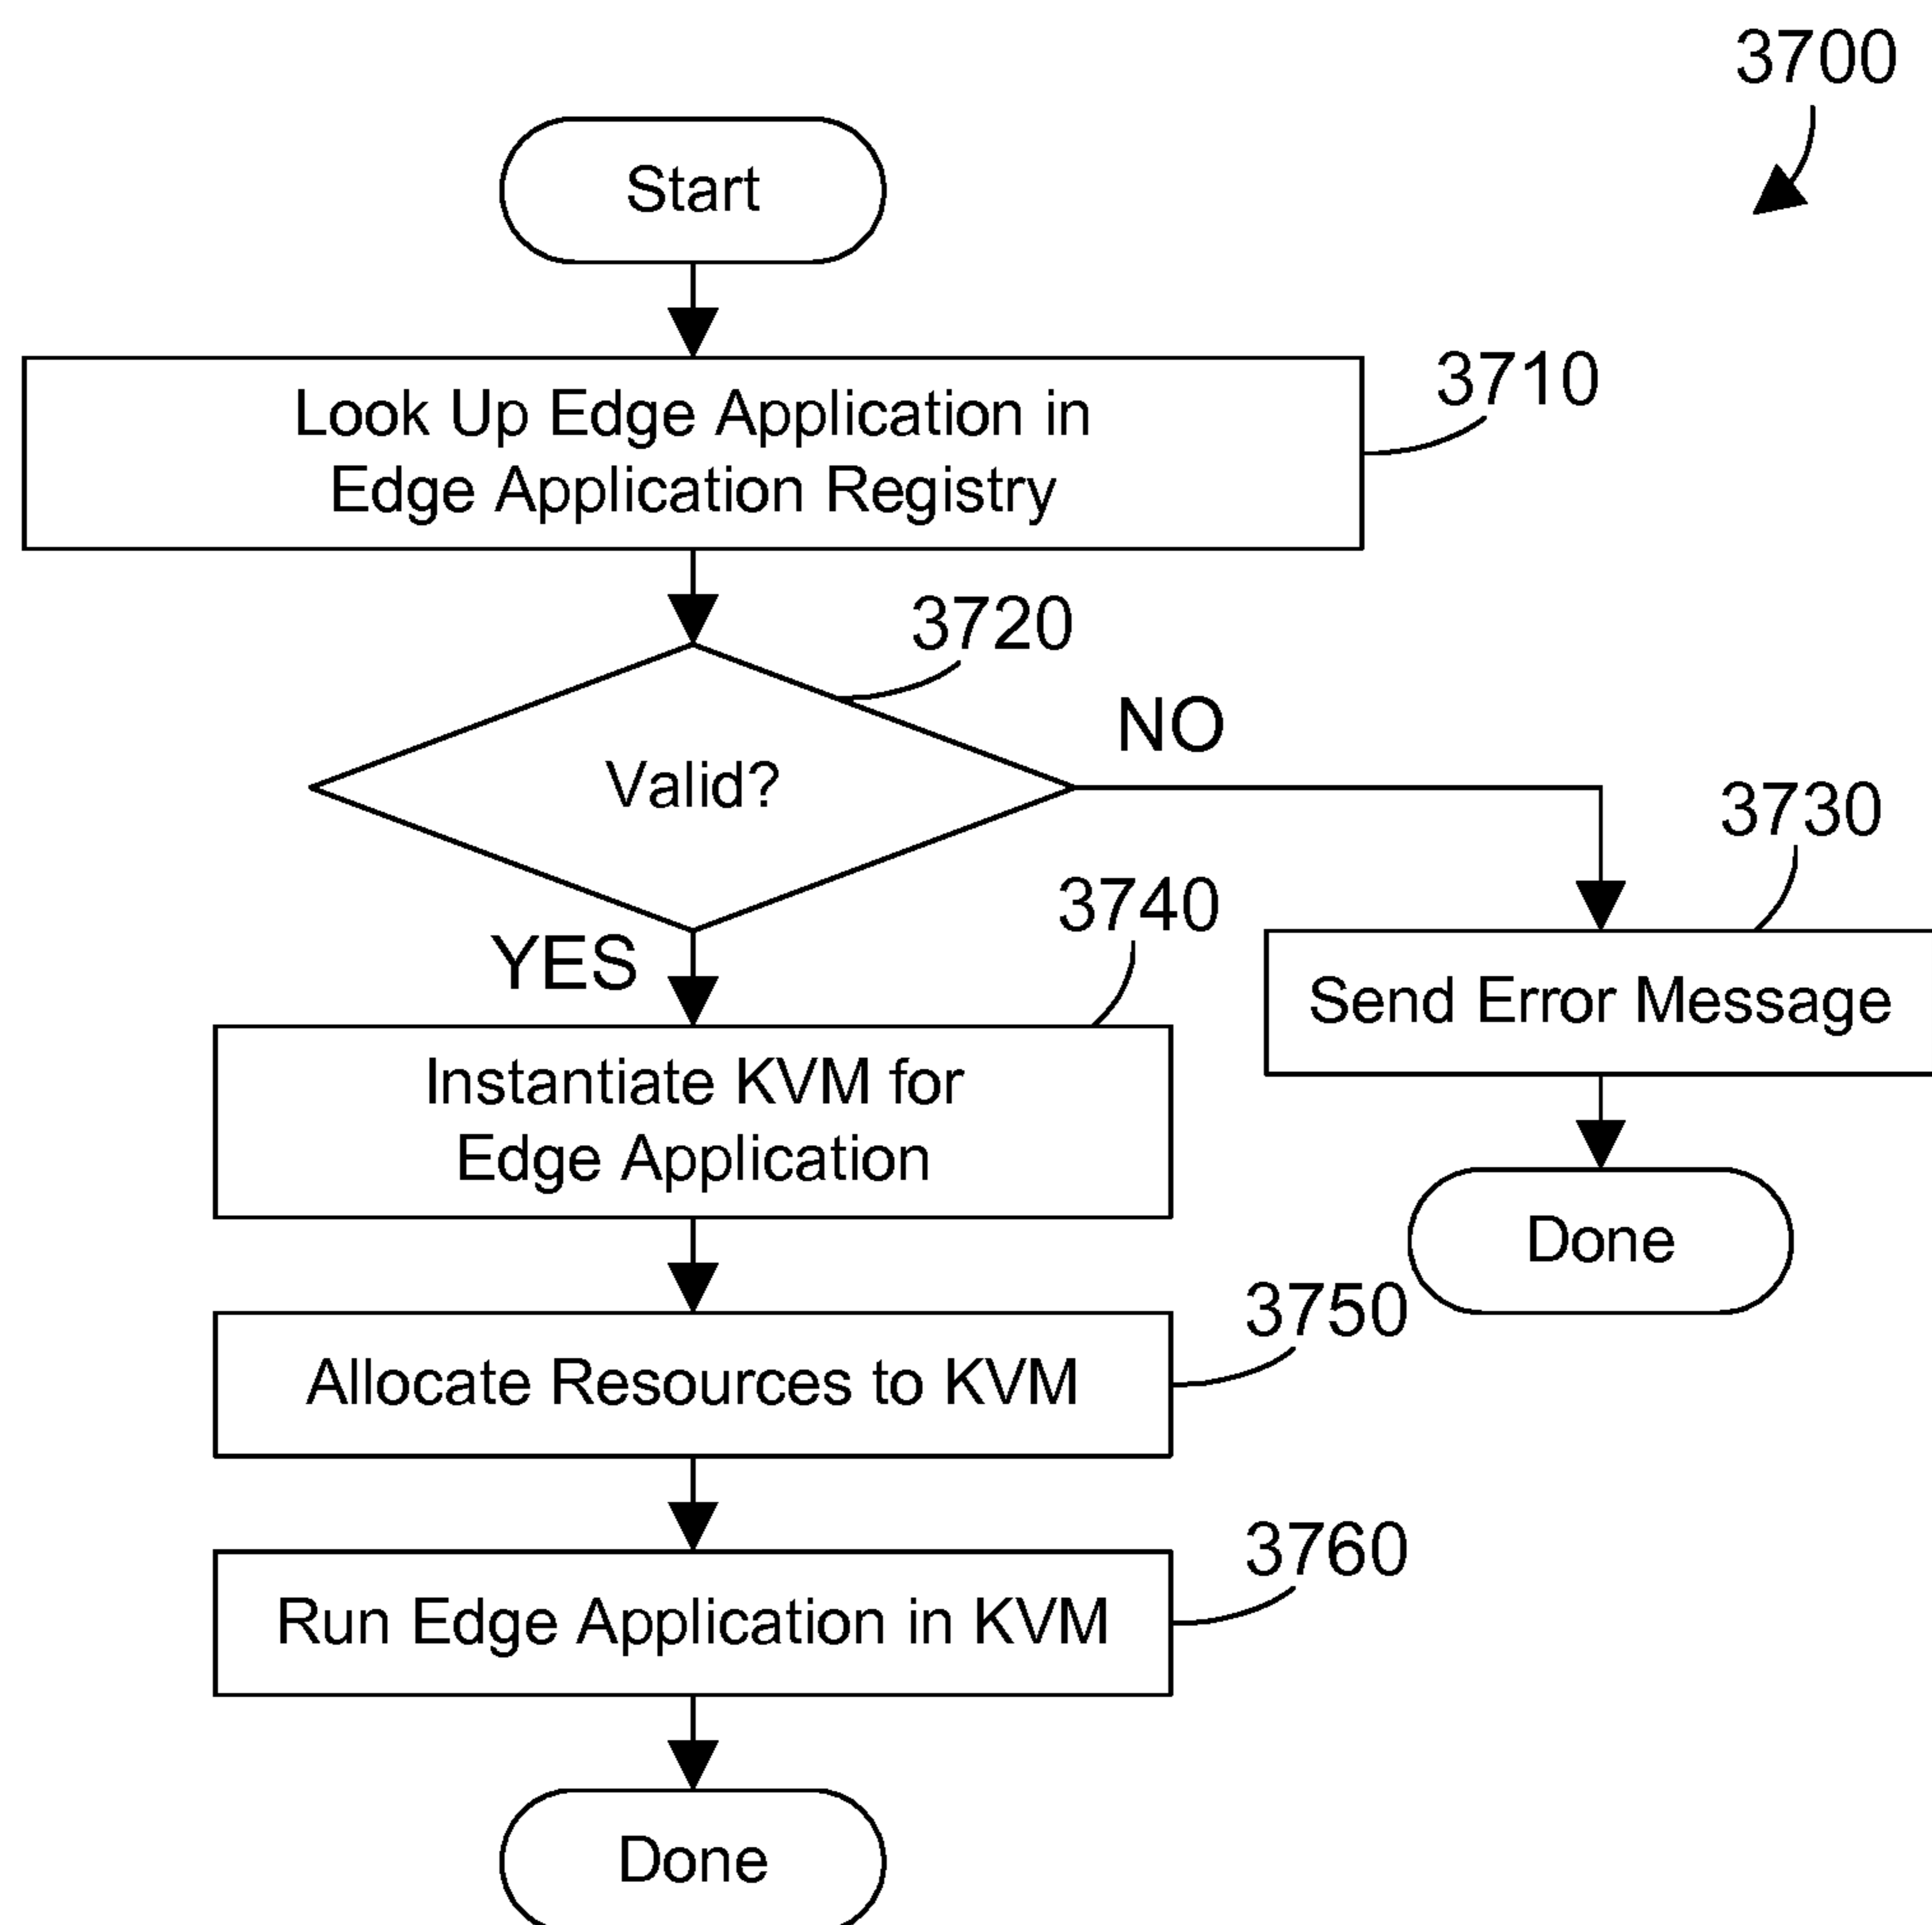 3700
Start
3710
Look Up Edge Application in
Edge Application Registry
3720
NO
Valid?
3730
3740
YES
Send Error Message
Instantiate KVM for
Edge Application
Done
3750
Allocate Resources to KVM
3760
Run Edge Application in KVM
Done